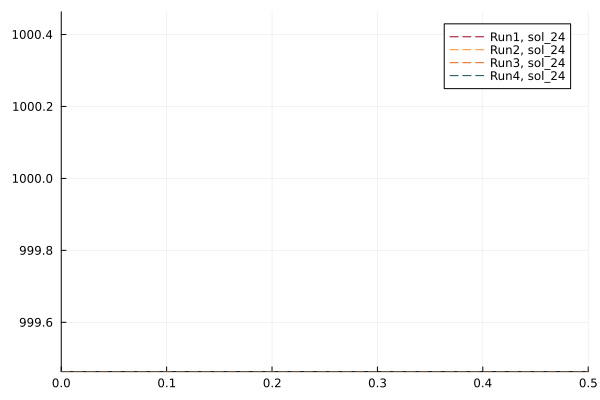 1000.4
1000.2
1000.0
999.8
999.6
0.0 0.1 0.2 0.3 0.4 0.5
Run1, sol_24
Run2, sol_24
Run3, sol_24
Run4, sol_24